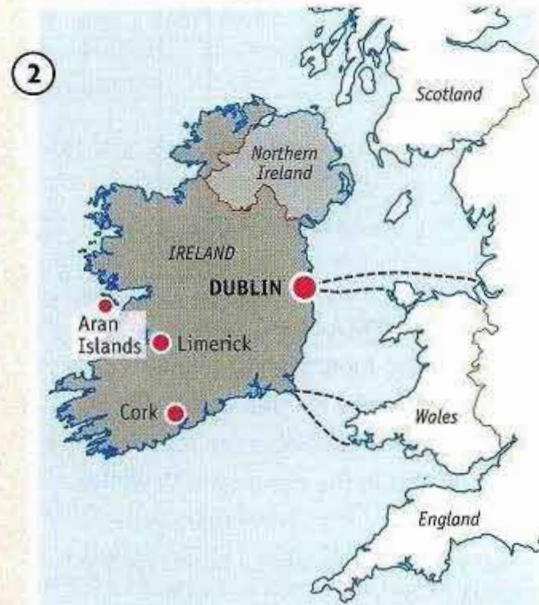 2
Scotland
Northern
Ireland
IRELAND
DUBLIN
Aran
Islands
Limerick
Cork
Wales
England